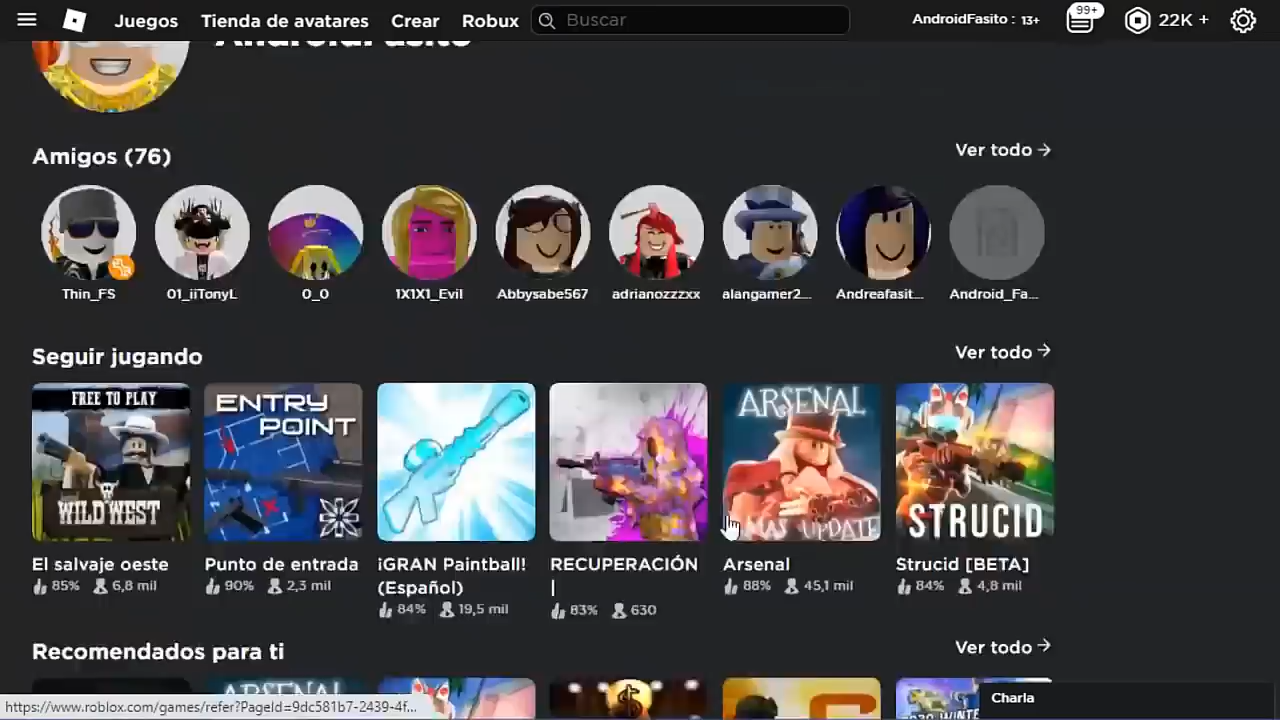 Juegos Tienda de avatares Crear Robux Buscar AndroidFasito : 13+ 99+ 22K +
AndroidFasito
Amigos (76) Ver todo →
Thin_FS 01_iiTonyL 0_0 1X1X1_Evil Abbysabe567 adrianozzzxx alangamer2... Andreafasit... Android_Fa...
Seguir jugando Ver todo →
FREE TO PLAY
WILD WEST
ENTRY
POINT
ARSENAL
XMAS UPDATE
STRUCID
El salvaje oeste
85% 6,8 mil
Punto de entrada
90% 2,3 mil
¡GRAN Paintball!
(Español)
84% 19,5 mil
RECUPERACIÓN
|
83% 630
Arsenal
88% 45,1 mil
Strucid [BETA]
84% 4,8 mil
Recomendados para ti Ver todo →
ARSENAL
https://www.roblox.com/games/refer?PageId=9dc581b7-2439-4f...
Charla